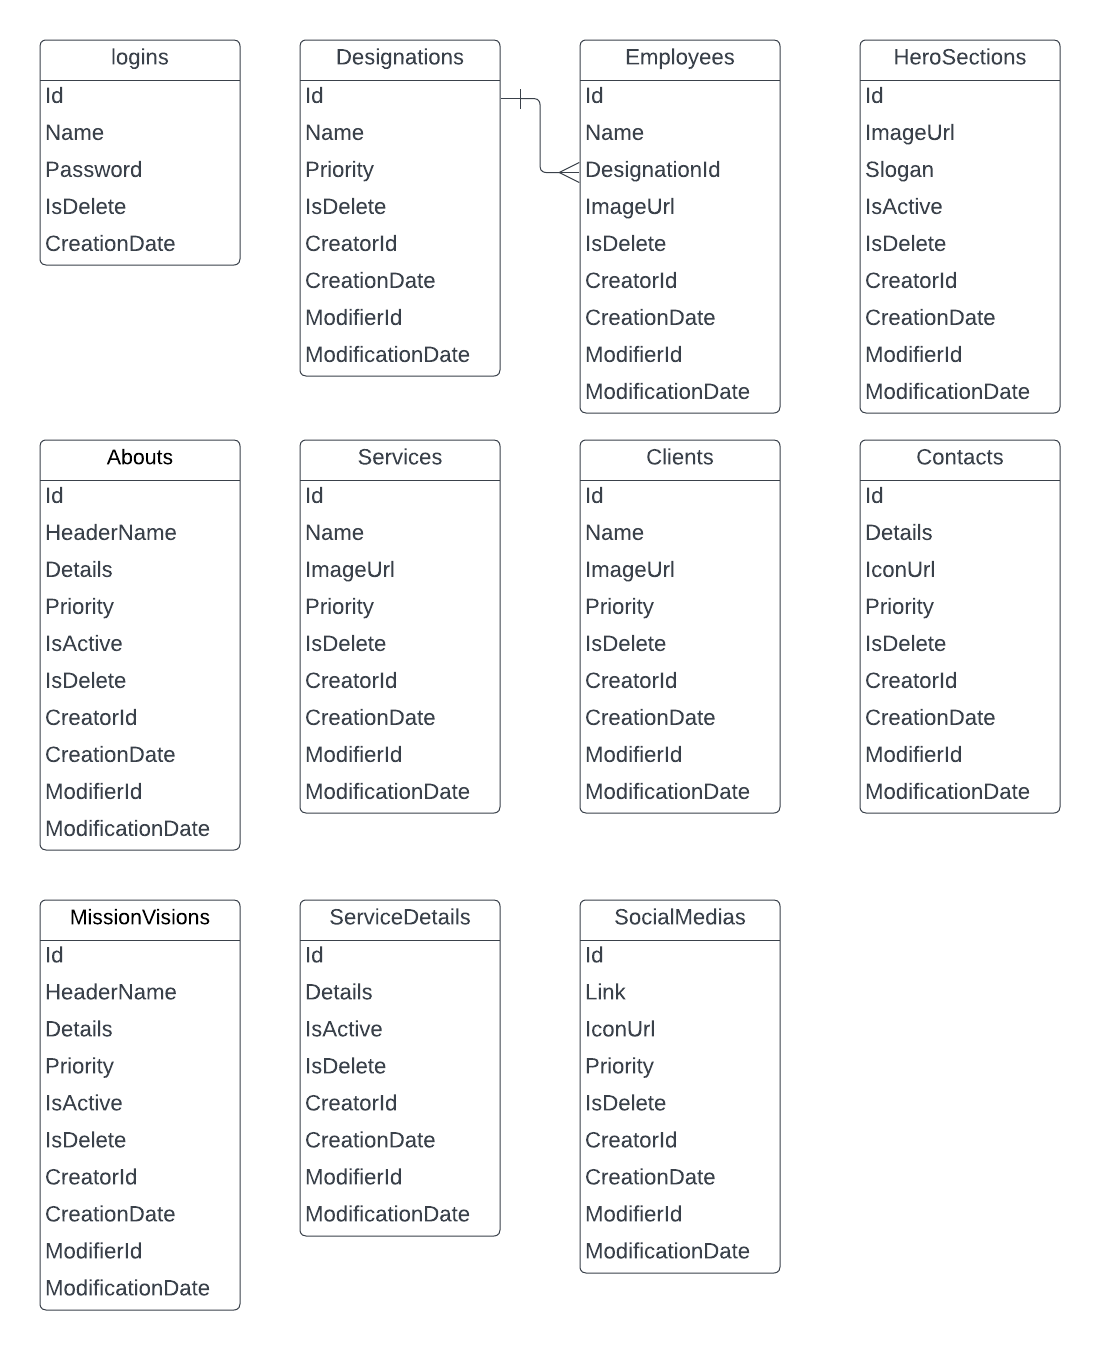 logins
Id
Name
Password
IsDelete
CreationDate
Designations
Id
Name
Priority
IsDelete
CreatorId
CreationDate
ModifierId
ModificationDate
Employees
Id
Name
DesignationId
ImageUrl
IsDelete
CreatorId
CreationDate
ModifierId
ModificationDate
HeroSections
Id
ImageUrl
Slogan
IsActive
IsDelete
CreatorId
CreationDate
ModifierId
ModificationDate
Abouts
Id
HeaderName
Details
Priority
IsActive
IsDelete
CreatorId
CreationDate
ModifierId
ModificationDate
Services
Id
Name
ImageUrl
Priority
IsDelete
CreatorId
CreationDate
ModifierId
ModificationDate
Clients
Id
Name
ImageUrl
Priority
IsDelete
CreatorId
CreationDate
ModifierId
ModificationDate
Contacts
Id
Details
IconUrl
Priority
IsDelete
CreatorId
CreationDate
ModifierId
ModificationDate
MissionVisions
Id
HeaderName
Details
Priority
IsActive
IsDelete
CreatorId
CreationDate
ModifierId
ModificationDate
ServiceDetails
Id
Details
IsActive
IsDelete
CreatorId
CreationDate
ModifierId
ModificationDate
SocialMedias
Id
Link
IconUrl
Priority
IsDelete
CreatorId
CreationDate
ModifierId
ModificationDate